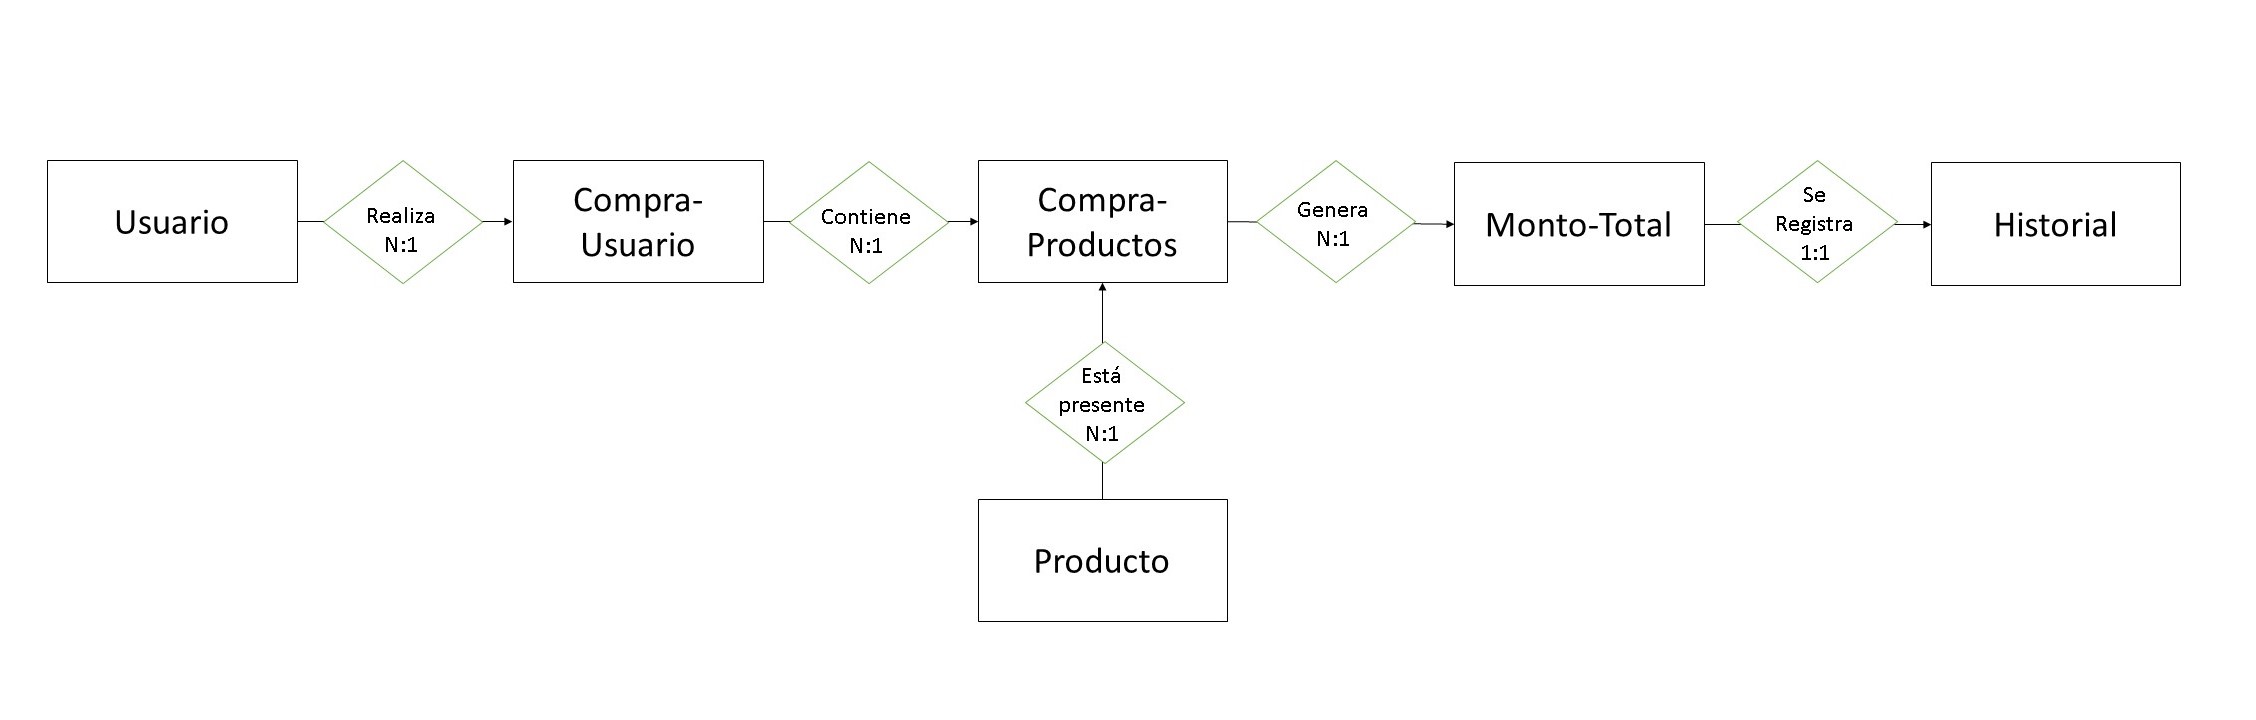 Usuario
Realiza
N:1
Compra-
Usuario
Contiene
N:1
Compra-
Productos
Genera
N:1
Monto-Total
Se
Registra
1:1
Historial
Está
presente
N:1
Producto